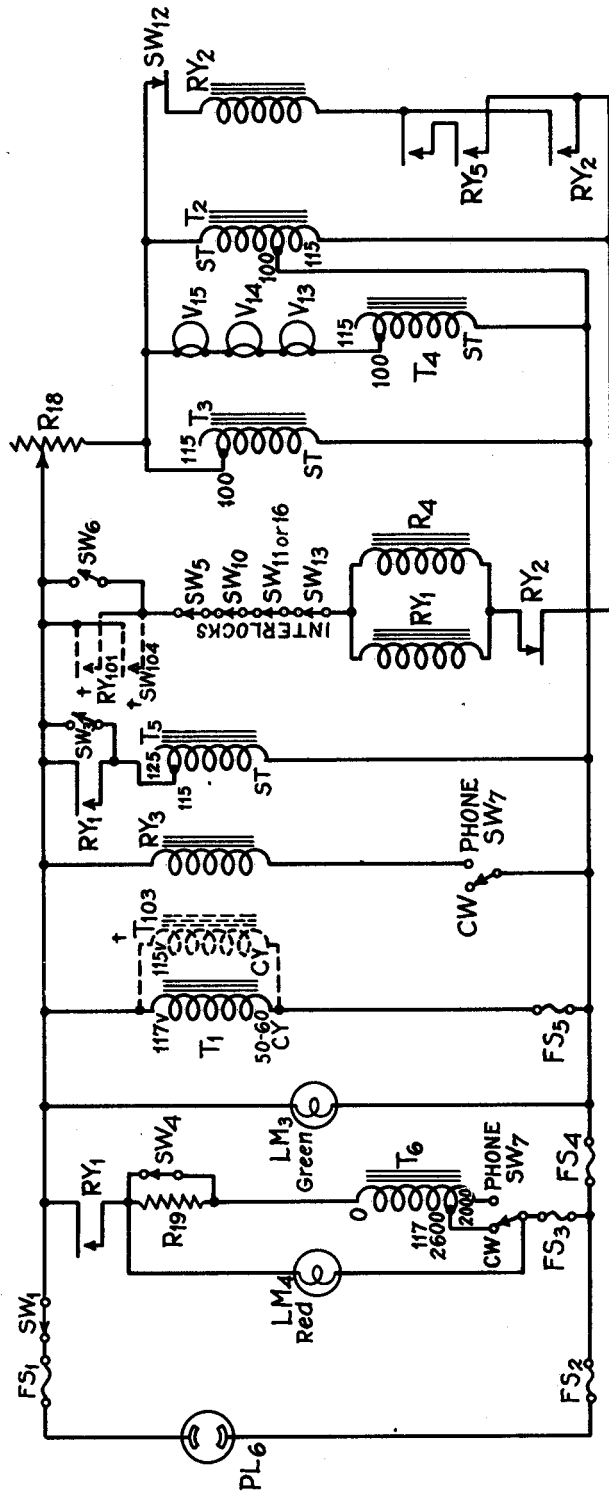 PL6
FS1
SW1
FS2
RY1
LM4
Red
R19
SW4
O
T6
117
2600
2000
CW
PHONE
SW7
FS3
FS4
LM3
Green
117V
T1
50-60
CY
†
T103
115V
CY
FS5
RY3
PHONE
SW7
CW
RY1
SW3
125
115
T5
ST
†
RY101
†
SW104
SW6
SW5
SW10
SW11 or 16
SW13
INTERLOCKS
RY1
R4
RY2
R18
115
100
T3
ST
V15
V14
V13
115
100
T4
ST
ST
T2
100
115
SW12
RY2
RY5
RY2